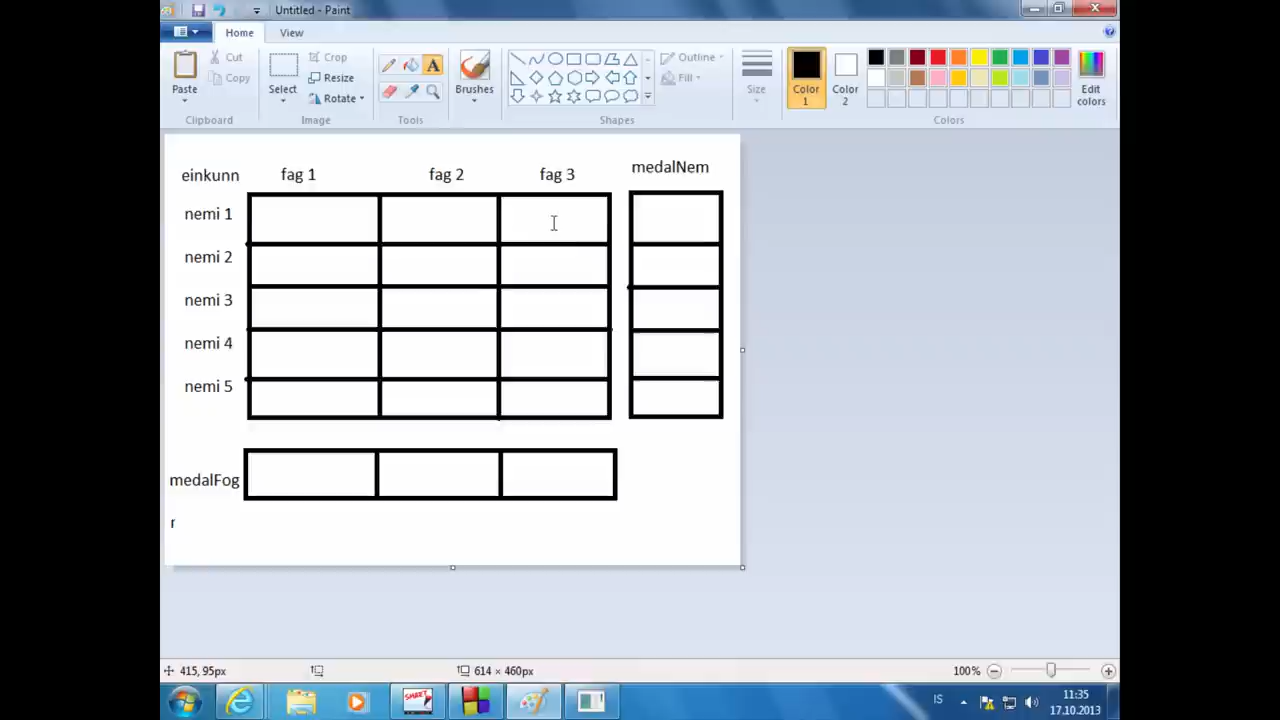 Untitled - Paint
Home View
Paste
Cut
Copy
Clipboard
Select
Crop
Resize
Rotate
Image
A
Tools
Brushes
Outline
Fill
Shapes
Size
Color 1
Color 2
Edit colors
Colors
einkunn fag 1 fag 2 fag 3 medalNem
nemi 1
nemi 2
nemi 3
nemi 4
nemi 5
medalFog
r
415, 95px 614 × 460px 100%
SMART IS 11:35
17.10.2013